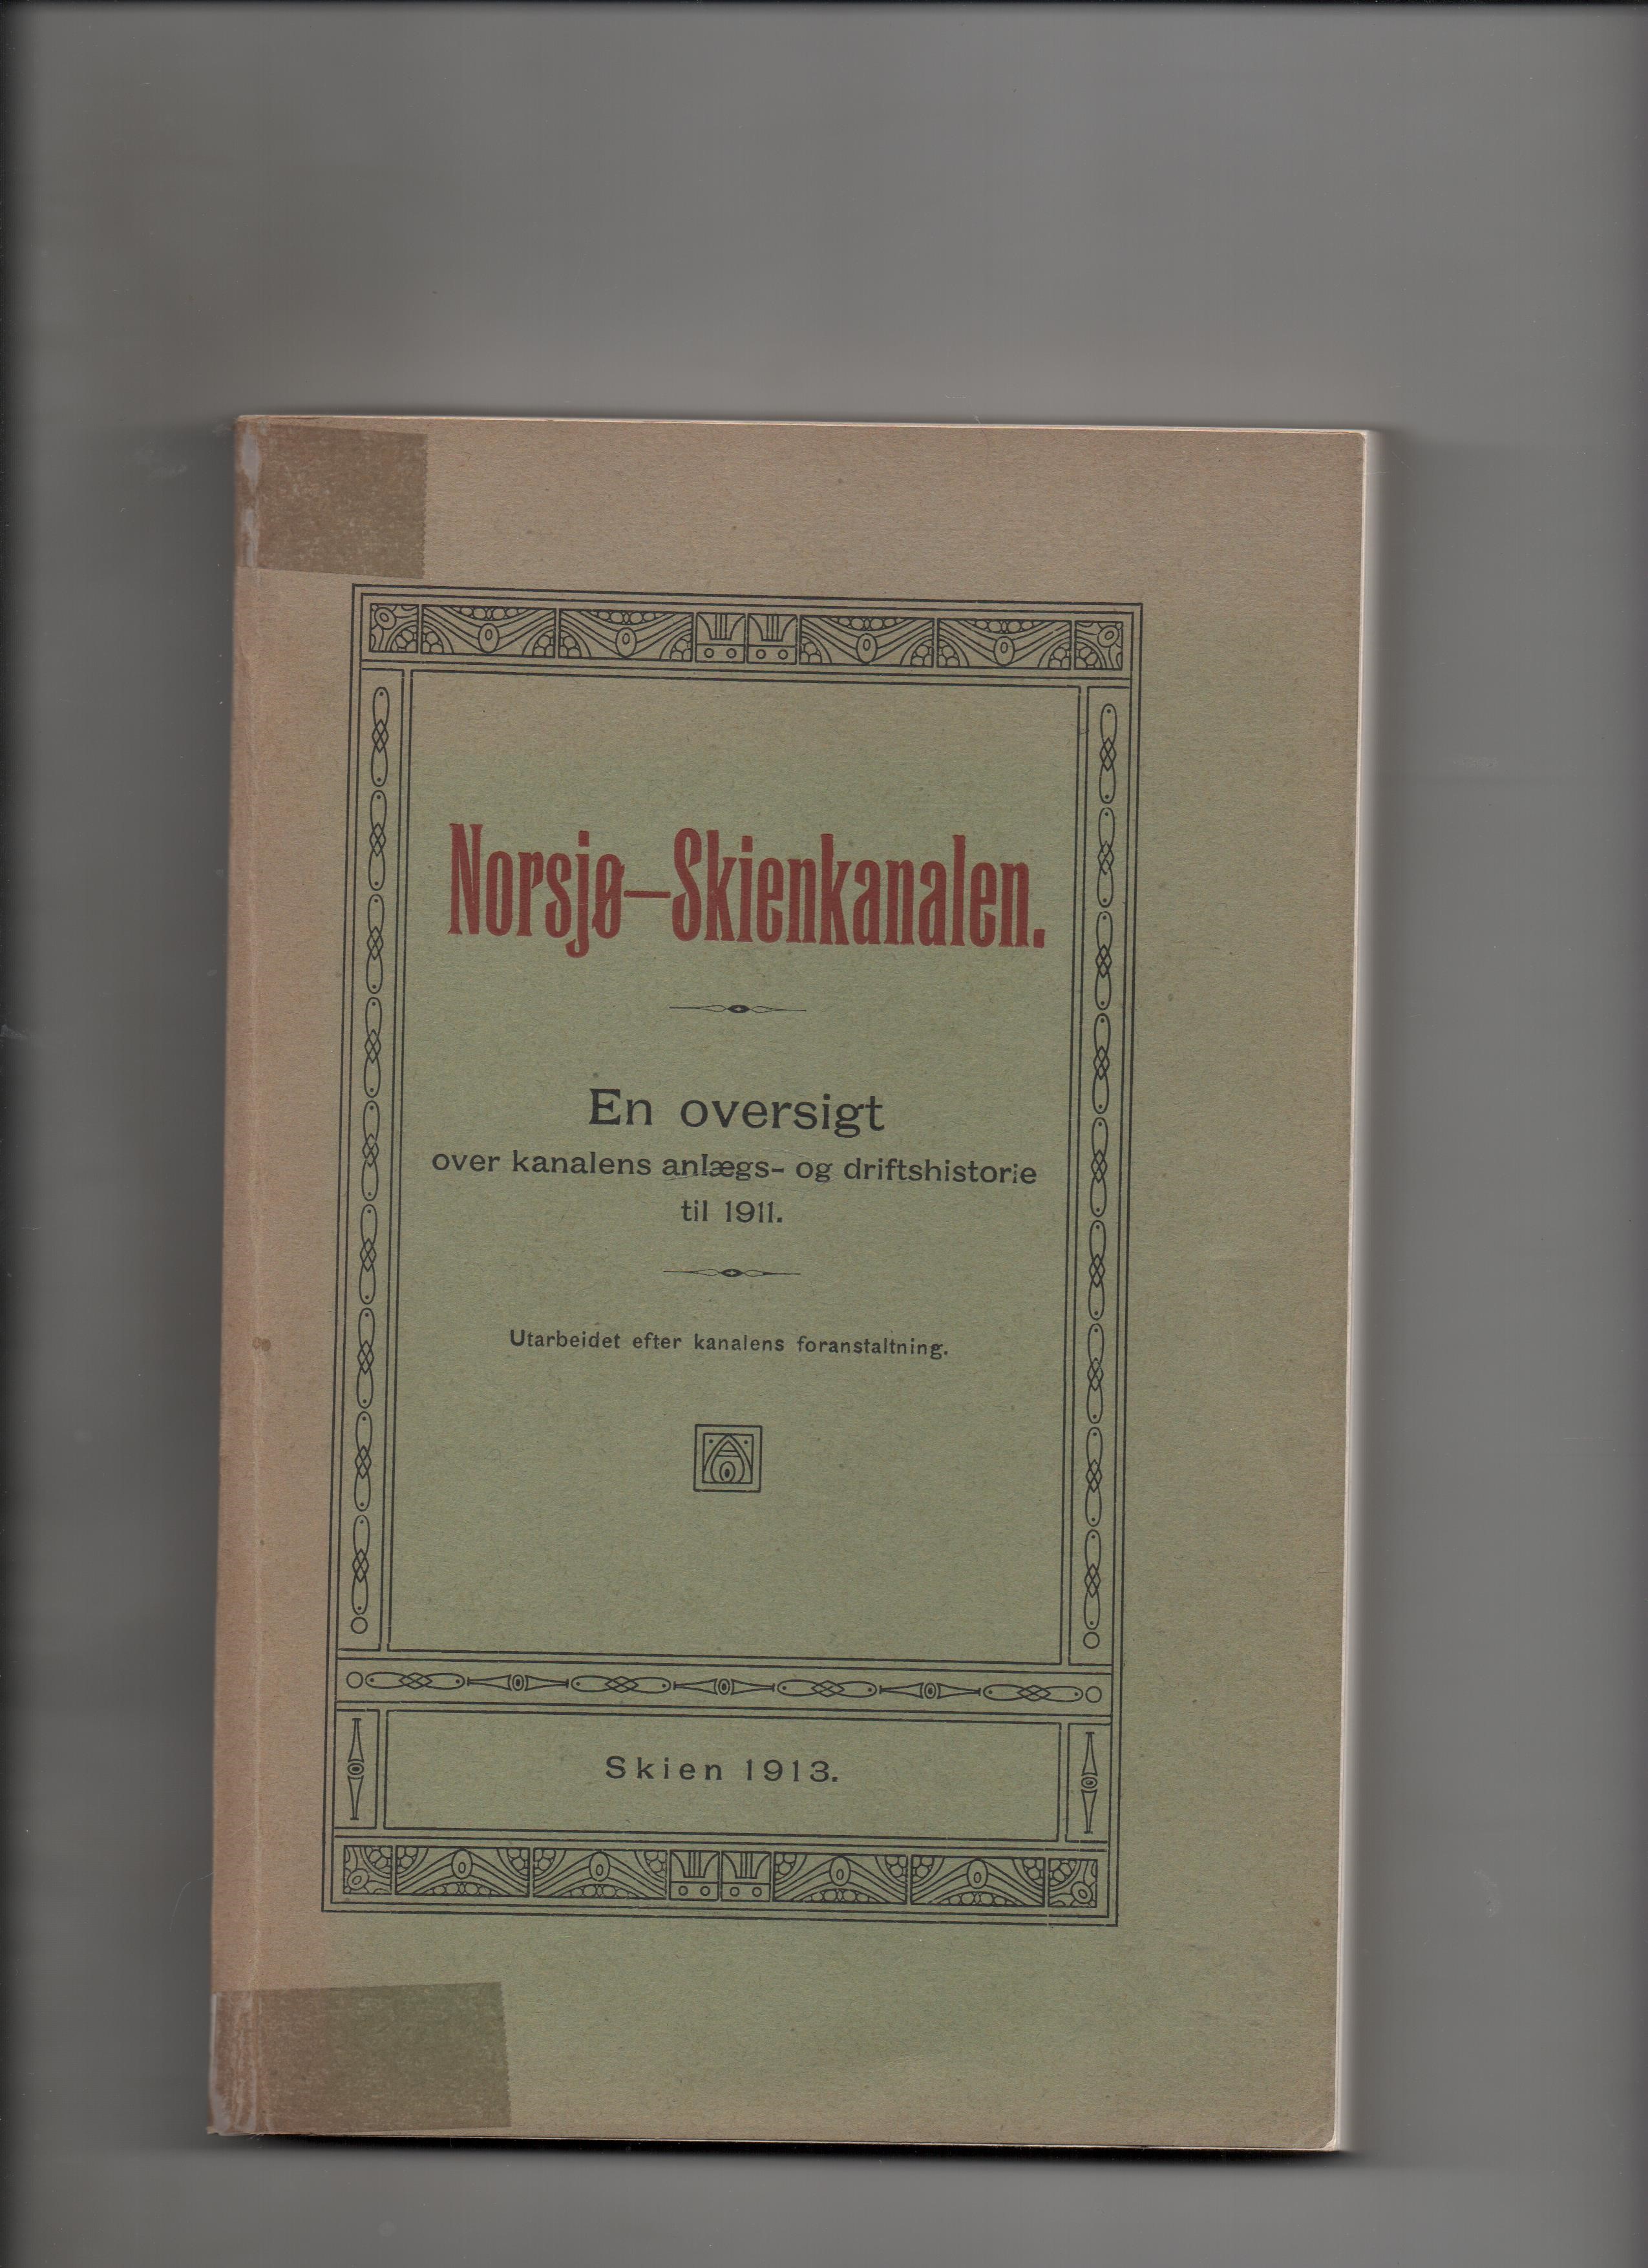 Norsjø—Skienkanalen.
En oversigt
over kanalens anlægs- og driftshistorie
til 1911.
Utarbeidet efter kanalens foranstaltning.
Skien 1913.